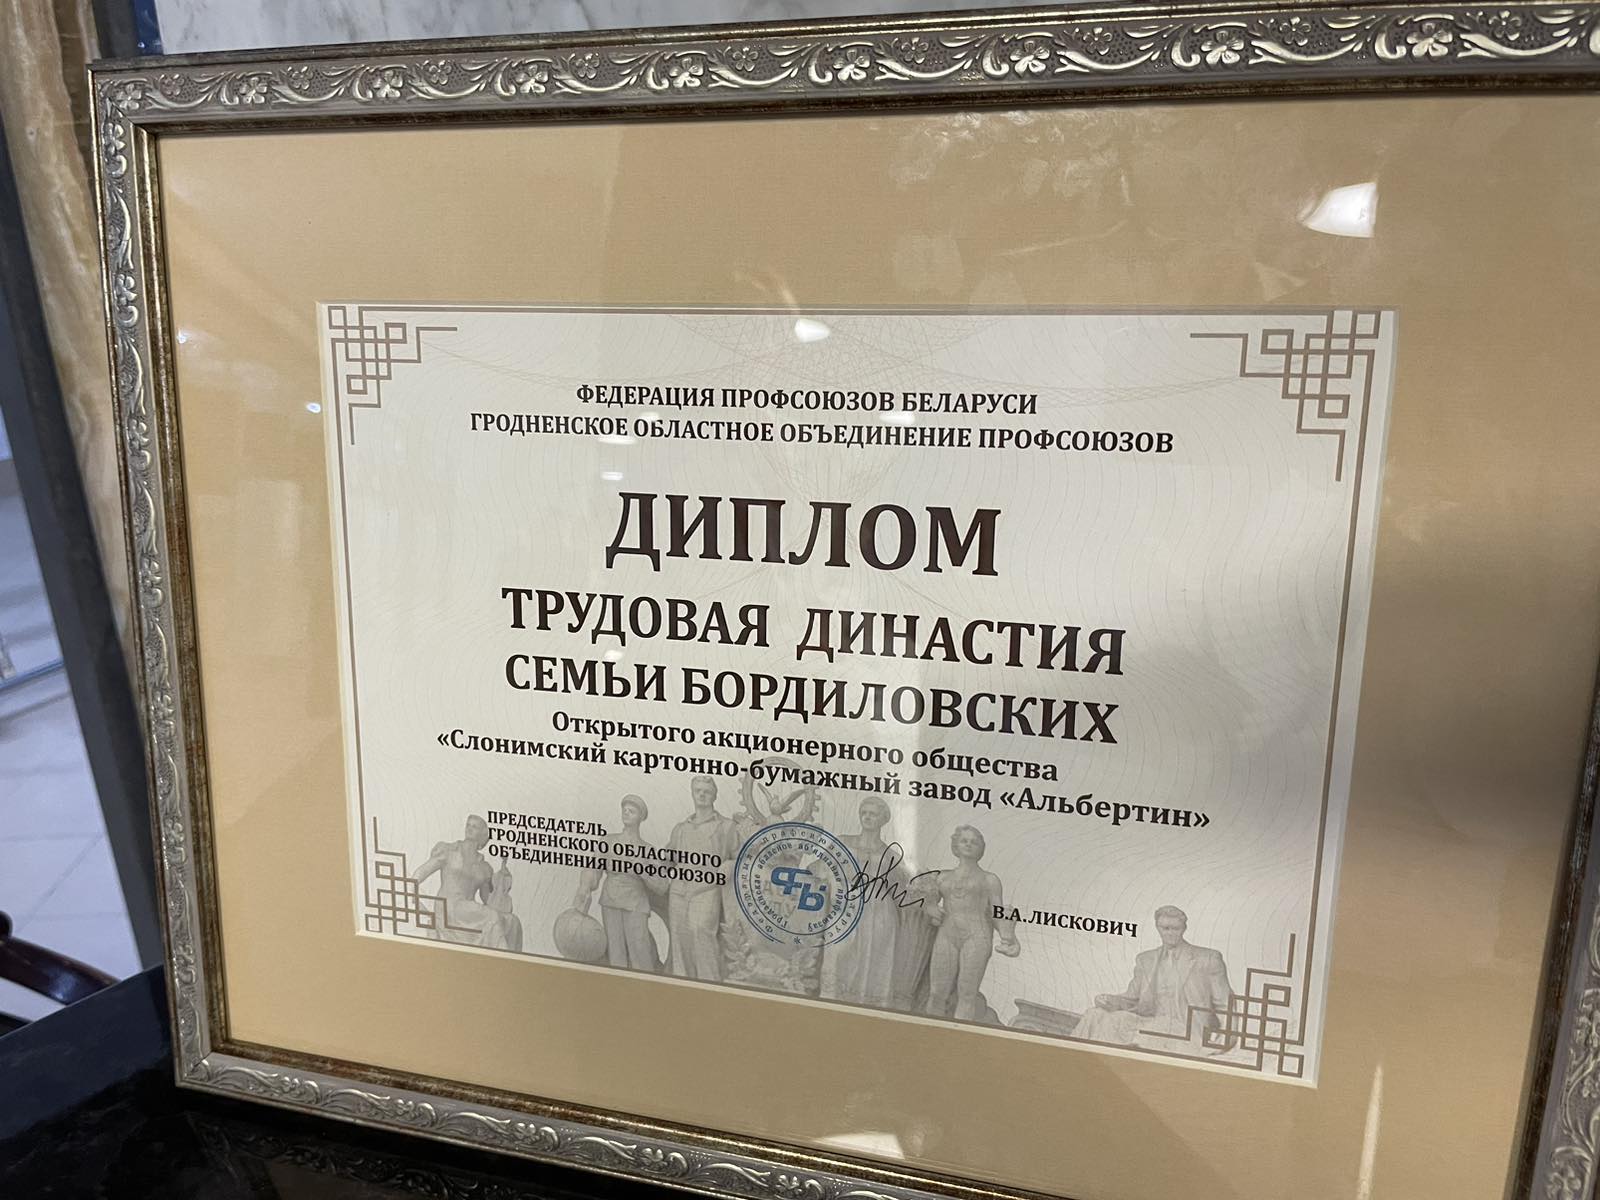 ФЕДЕРАЦИЯ ПРОФСОЮЗОВ БЕЛАРУСИ
ГРОДНЕНСКОЕ ОБЛАСТНОЕ ОБЪЕДИНЕНИЕ ПРОФСОЮЗОВ
ДИПЛОМ
ТРУДОВАЯ ДИНАСТИЯ
СЕМЬИ БОРДИЛОВСКИХ
Открытого акционерного общества
«Слонимский картонно-бумажный завод «Альбертин»
ПРЕДСЕДАТЕЛЬ
ГРОДНЕНСКОГО ОБЛАСТНОГО
ОБЪЕДИНЕНИЯ ПРОФСОЮЗОВ
ФПБ
В.А.ЛИСКОВИЧ